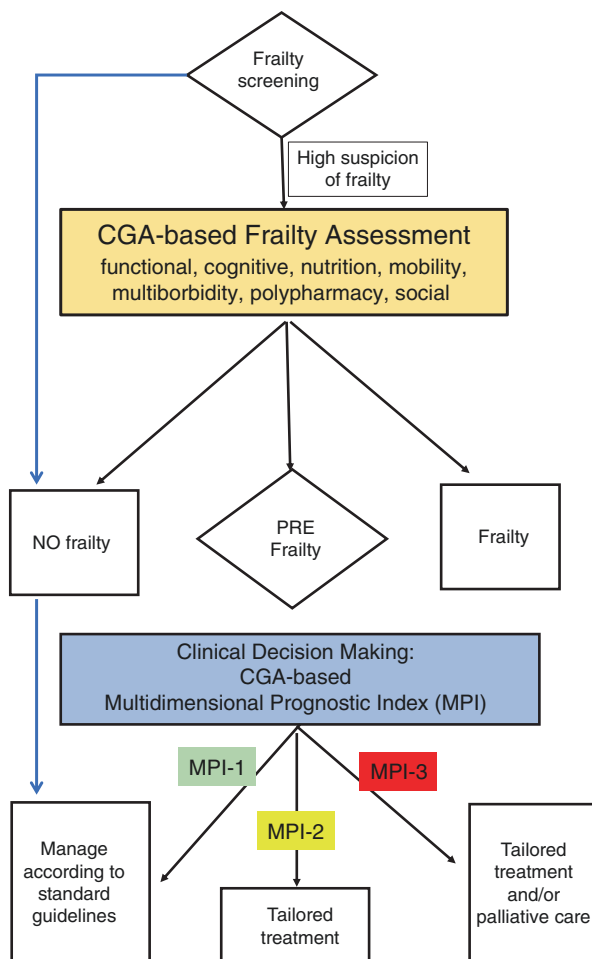 Frailty
screening
High suspicion
of frailty
CGA-based Frailty Assessment
functional, cognitive, nutrition, mobility,
multiborbidity, polypharmacy, social
NO frailty
PRE
Frailty
Frailty
Clinical Decision Making:
CGA-based
Multidimensional Prognostic Index (MPI)
MPI-1
MPI-2
MPI-3
Manage
according to
standard
guidelines
Tailored
treatment
Tailored
treatment
and/or
palliative care